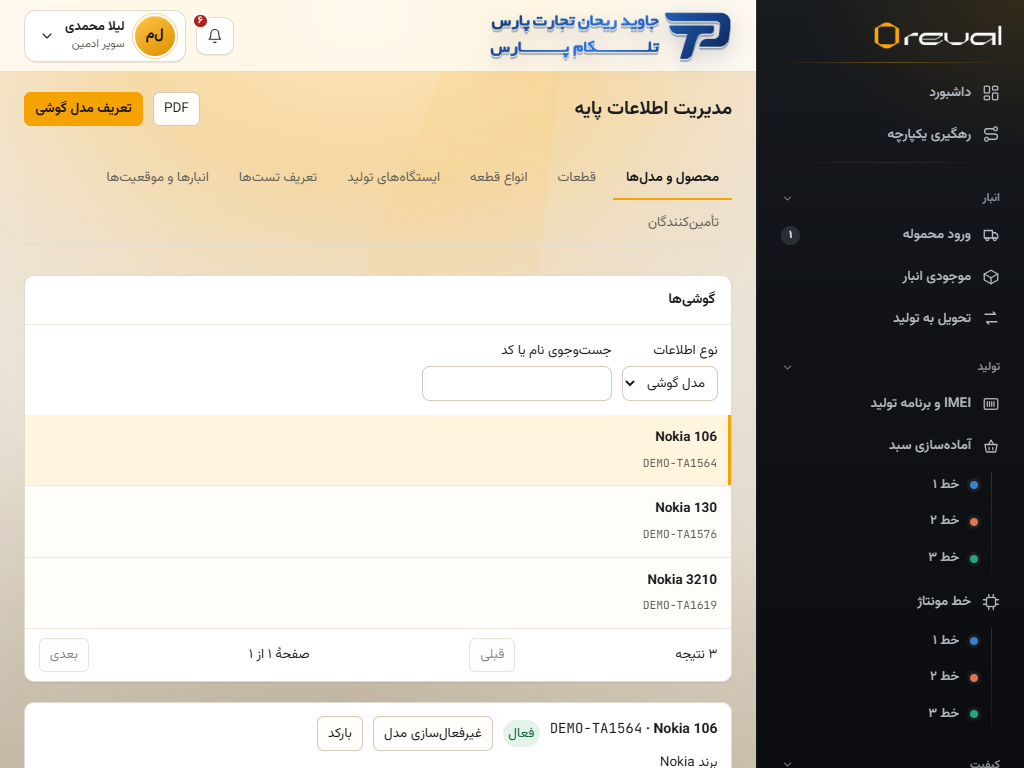 oreval
داشبورد
رهگیری یکپارچه
انبار
ورود محموله
۱
موجودی انبار
تحویل به تولید
تولید
IMEI و برنامه تولید
آماده‌سازی سبد
خط ۱
خط ۲
خط ۳
خط مونتاژ
خط ۱
خط ۲
خط ۳
کیفیت
جاوید ریحان تجارت پارس
تلکام پارس
۶
ل‌م
لیلا محمدی
سوپر ادمین
مدیریت اطلاعات پایه
PDF
تعریف مدل گوشی
محصول و مدل‌ها
قطعات
انواع قطعه
ایستگاه‌های تولید
تعریف تست‌ها
انبارها و موقعیت‌ها
تأمین‌کنندگان
گوشی‌ها
نوع اطلاعات
جست‌وجوی نام یا کد
مدل گوشی
Nokia 106
DEMO-TA1564
Nokia 130
DEMO-TA1576
Nokia 3210
DEMO-TA1619
۳ نتیجه
قبلی
صفحهٔ ۱ از ۱
بعدی
Nokia 106 · DEMO-TA1564
فعال
غیرفعال‌سازی مدل
بارکد
برند Nokia